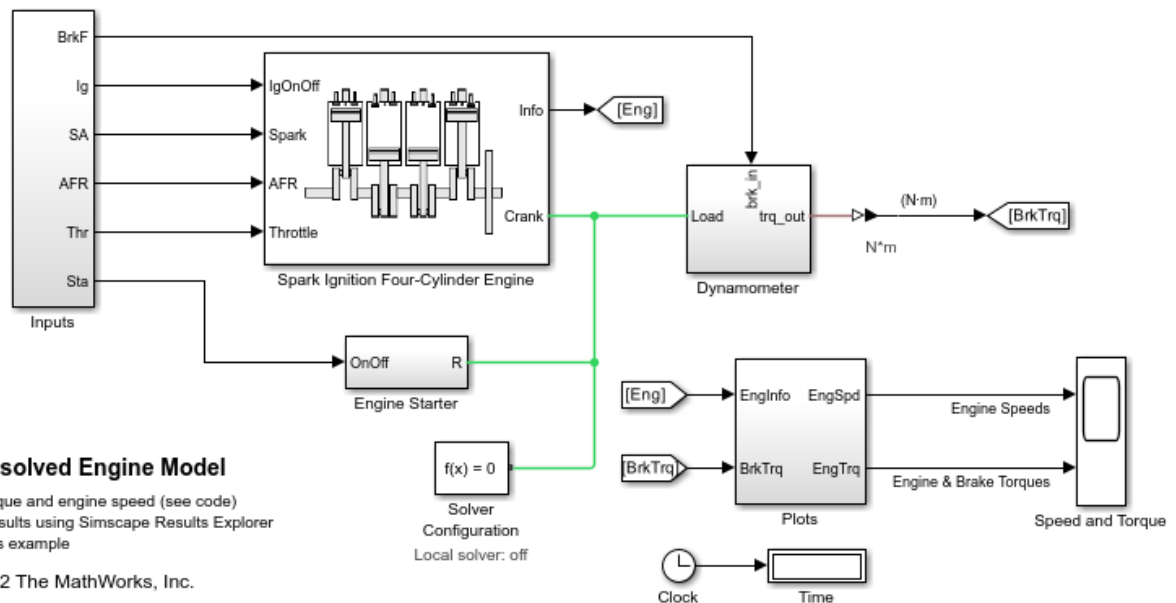 BrkF
Ig
SA
AFR
Thr
Sta
Inputs
IgOnOff
Spark
AFR
Throttle
Info
Crank
Spark Ignition Four-Cylinder Engine
[Eng]
brk_in
Load
trq_out
Dynamometer
(N·m)
N*m
[BrkTrq]
OnOff
R
Engine Starter
f(x) = 0
Solver
Configuration
Local solver: off
[Eng]
[BrkTrq]
EngInfo
EngSpd
BrkTrq
EngTrq
Plots
Engine Speeds
Engine & Brake Torques
Speed and Torque
Clock
Time
solved Engine Model
que and engine speed (see code)
sults using Simscape Results Explorer
s example
2 The MathWorks, Inc.